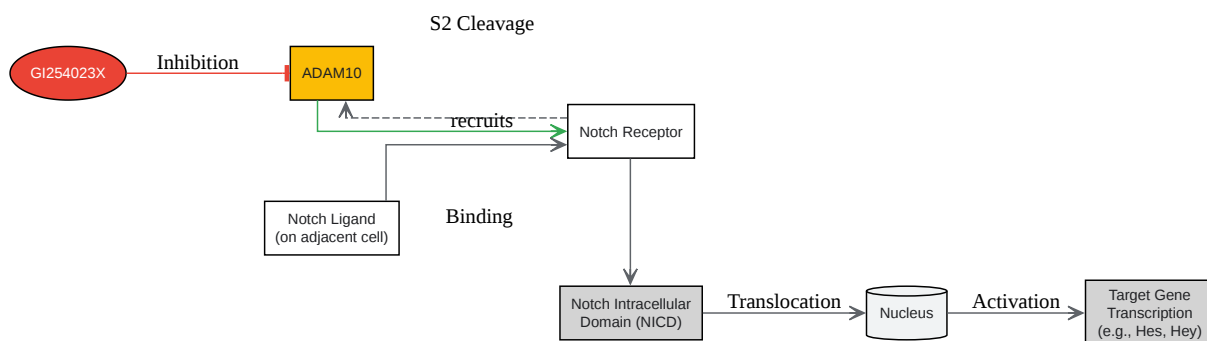 S2 Cleavage
GI254023X
Inhibition
ADAM10
recruits
Notch Receptor
Notch Ligand
(on adjacent cell)
Binding
Notch Intracellular
Domain (NICD)
Translocation
Nucleus
Activation
Target Gene
Transcription
(e.g., Hes, Hey)